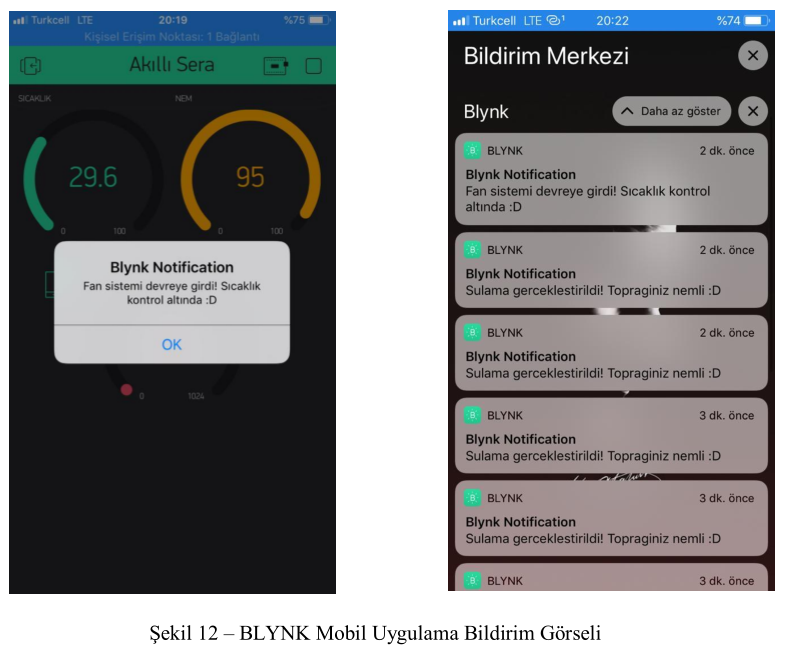 Turkcell LTE 20:19 %75
Kişisel Erişim Noktası: 1 Bağlantı
Akıllı Sera
SICAKLIK NEM
29.6 95
0 100 0 100
Blynk Notification
Fan sistemi devreye girdi! Sıcaklık
kontrol altında :D
OK
0 1024
Turkcell LTE 20:22 %74
Bildirim Merkezi
Blynk Daha az göster
BLYNK 2 dk. önce
Blynk Notification
Fan sistemi devreye girdi! Sıcaklık kontrol
altında :D
BLYNK 2 dk. önce
Blynk Notification
Sulama gerceklestirildi! Topraginiz nemli :D
BLYNK 2 dk. önce
Blynk Notification
Sulama gerceklestirildi! Topraginiz nemli :D
BLYNK 3 dk. önce
Blynk Notification
Sulama gerceklestirildi! Topraginiz nemli :D
BLYNK 3 dk. önce
Blynk Notification
Sulama gerceklestirildi! Topraginiz nemli :D
BLYNK 3 dk. önce
Şekil 12 – BLYNK Mobil Uygulama Bildirim Görseli